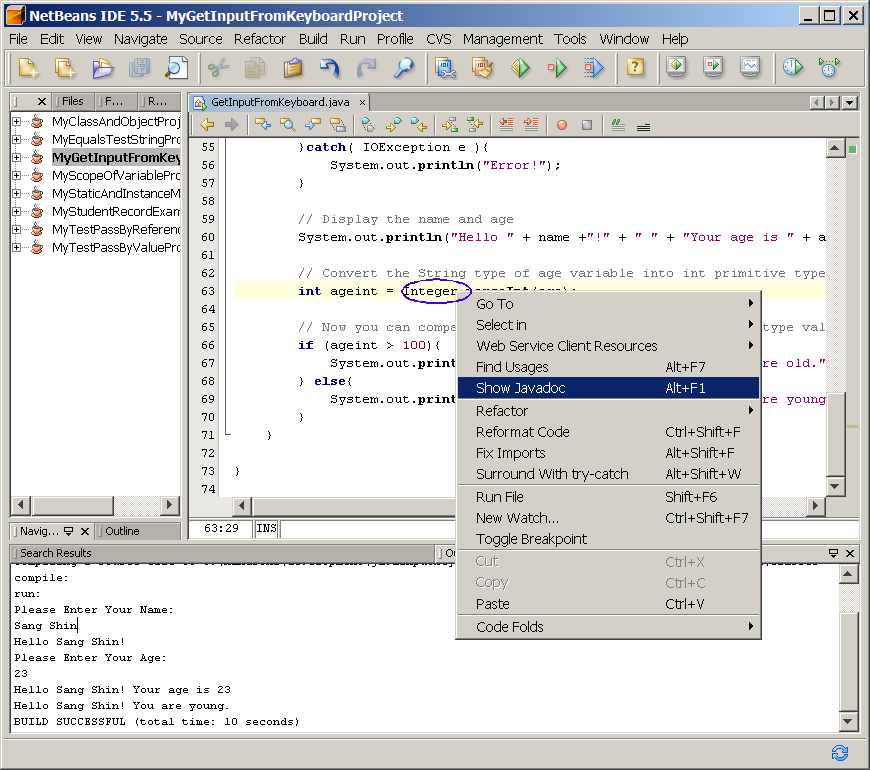 NetBeans IDE 5.5 - MyGetInputFromKeyboardProject
File Edit View Navigate Source Refactor Build Run Profile CVS Management Tools Window Help
Files F... R...
GetInputFromKeyboard.java
MyClassAndObjectProj
MyEqualsTestStringPro
MyGetInputFromKey
MyScopeOfVariablePro
MyStaticAndInstanceM
MyStudentRecordExam
MyTestPassByReferenc
MyTestPassByValuePro
55 }catch( IOException e ){
56 System.out.println("Error!");
57 }
58
59 // Display the name and age
60 System.out.println("Hello " + name +"!" + " " + "Your age is " + a
61
62 // Convert the String type of age variable into int primitive type
63 int ageint = Integer.parseInt(age);
64
65 // Now you can compa type val
66 if (ageint > 100){
67 System.out.print re old."
68 } else{
69 System.out.print re young
70 }
71 }
72
73 }
74
63:29 INS
Go To
Select in
Web Service Client Resources
Find Usages Alt+F7
Show Javadoc Alt+F1
Refactor
Reformat Code Ctrl+Shift+F
Fix Imports Alt+Shift+F
Surround With try-catch Alt+Shift+W
Run File Shift+F6
New Watch... Ctrl+Shift+F7
Toggle Breakpoint
Cut Ctrl+X
Copy Ctrl+C
Paste Ctrl+V
Code Folds
Navig... Outline
Search Results
compile:
run:
Please Enter Your Name:
Sang Shin
Hello Sang Shin!
Please Enter Your Age:
23
Hello Sang Shin! Your age is 23
Hello Sang Shin! You are young.
BUILD SUCCESSFUL (total time: 10 seconds)